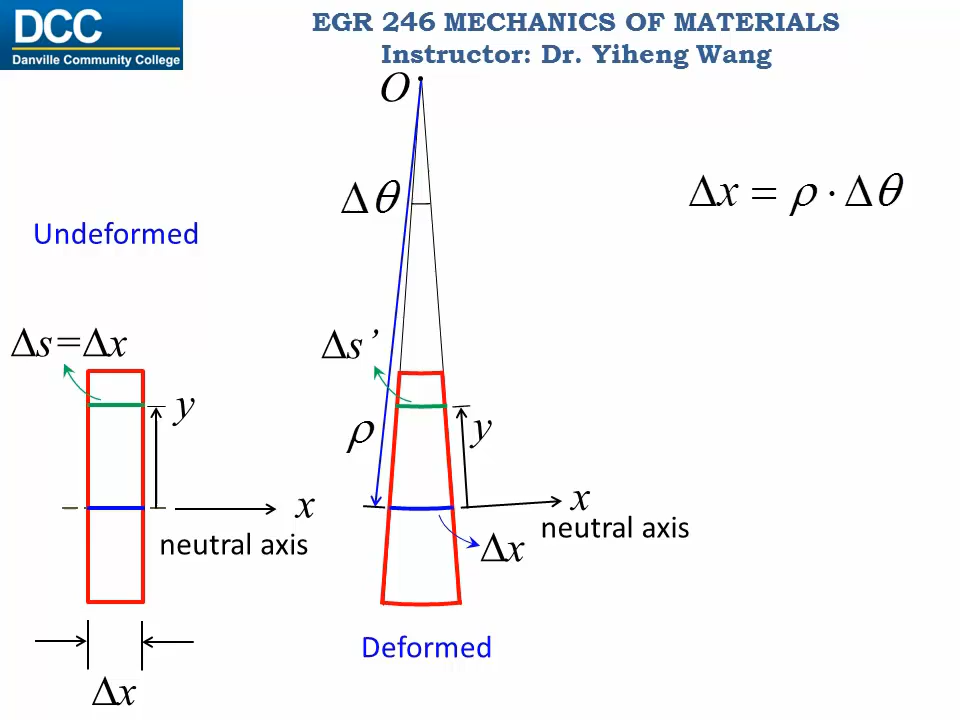 DCC
Danville Community College
EGR 246 MECHANICS OF MATERIALS
Instructor: Dr. Yiheng Wang
O
Δθ
Δx = ρ · Δθ
Undeformed
Δs=Δx
Δs’
y
ρ
y
x
neutral axis
x
neutral axis
Δx
Deformed
Δx